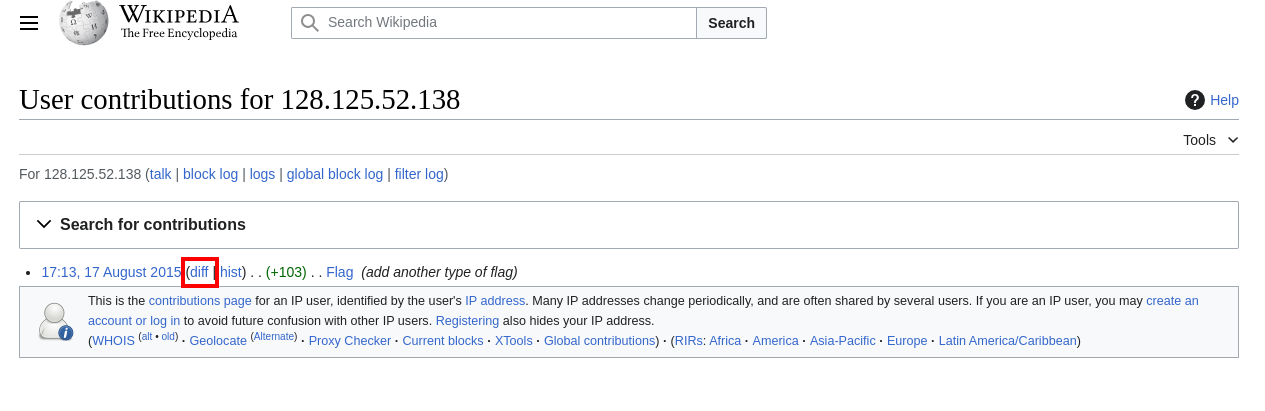 WIKIPEDIA
The Free Encyclopedia
Search Wikipedia
Search
User contributions for 128.125.52.138
Help
Tools
For 128.125.52.138 (talk | block log | logs | global block log | filter log)
Search for contributions
• 17:13, 17 August 2015 (diff | hist) . . (+103) . . Flag (add another type of flag)
This is the contributions page for an IP user, identified by the user's IP address. Many IP addresses change periodically, and are often shared by several users. If you are an IP user, you may create an
account or log in to avoid future confusion with other IP users. Registering also hides your IP address.
(WHOIS (alt • old) · Geolocate (Alternate) · Proxy Checker · Current blocks · XTools · Global contributions) · (RIRs: Africa · America · Asia-Pacific · Europe · Latin America/Caribbean)